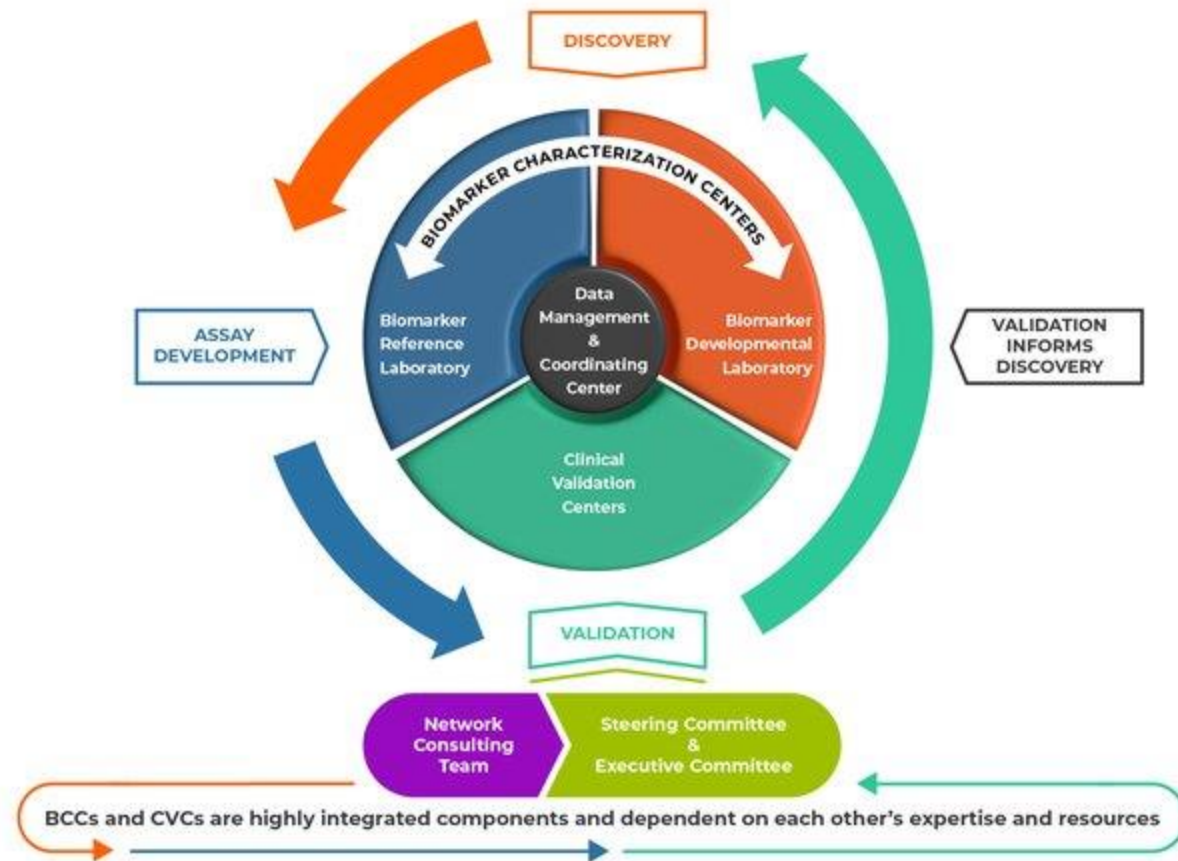 DISCOVERY
BIOMARKER CHARACTERIZATION CENTERS
Data
Management
&
Coordinating
Center
Biomarker
Reference
Laboratory
Biomarker
Developmental
Laboratory
ASSAY
DEVELOPMENT
VALIDATION
INFORMS
DISCOVERY
Clinical
Validation
Centers
VALIDATION
Network
Consulting
Team
Steering Committee
&
Executive Committee
BCCs and CVCs are highly integrated components and dependent on each other's expertise and resources